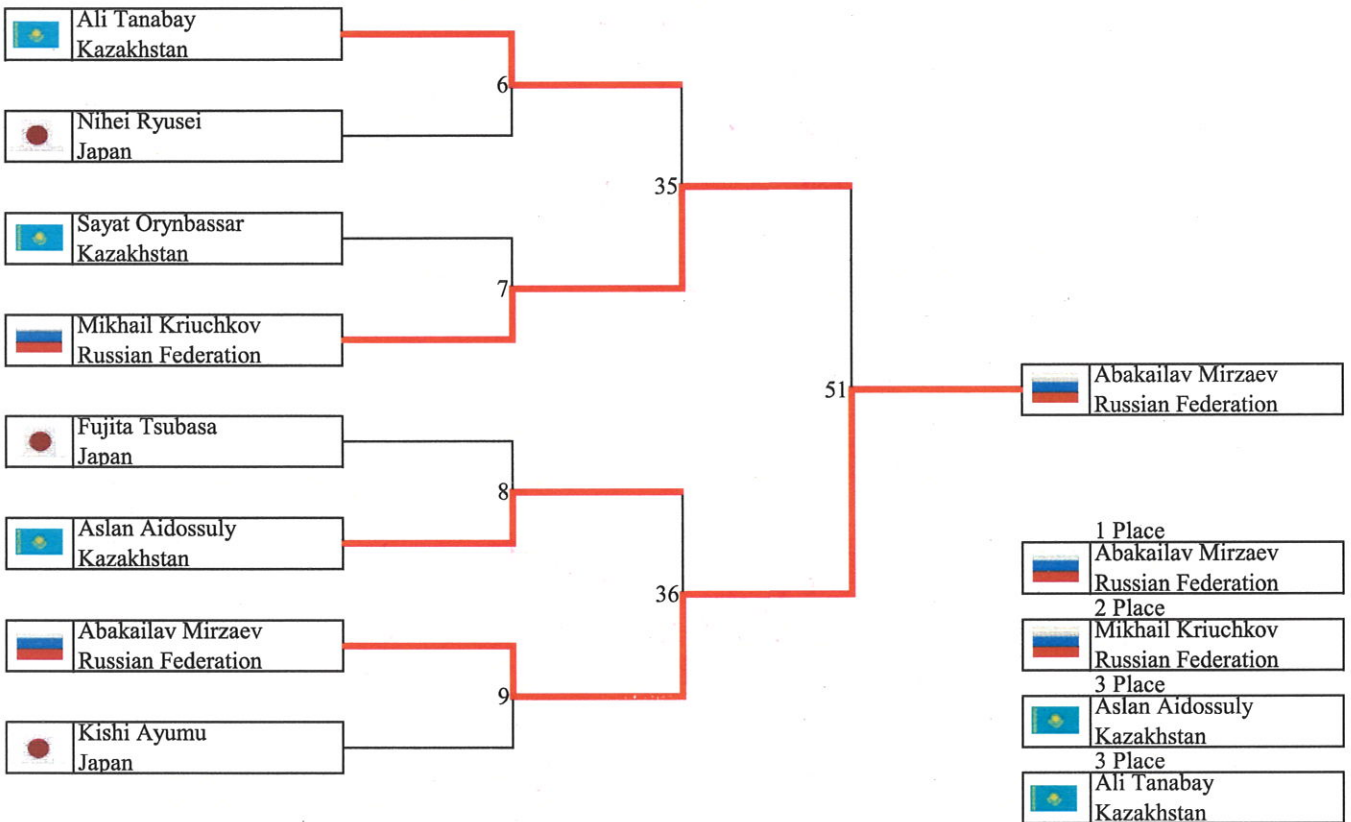 Ali Tanabay
Kazakhstan
6
Nihei Ryusei
Japan
35
Sayat Orynbassar
Kazakhstan
7
Mikhail Kriuchkov
Russian Federation
51
Abakailav Mirzaev
Russian Federation
Fujita Tsubasa
Japan
8
Aslan Aidossuly
Kazakhstan
36
Abakailav Mirzaev
Russian Federation
9
Kishi Ayumu
Japan
1 Place
Abakailav Mirzaev
Russian Federation
2 Place
Mikhail Kriuchkov
Russian Federation
3 Place
Aslan Aidossuly
Kazakhstan
3 Place
Ali Tanabay
Kazakhstan